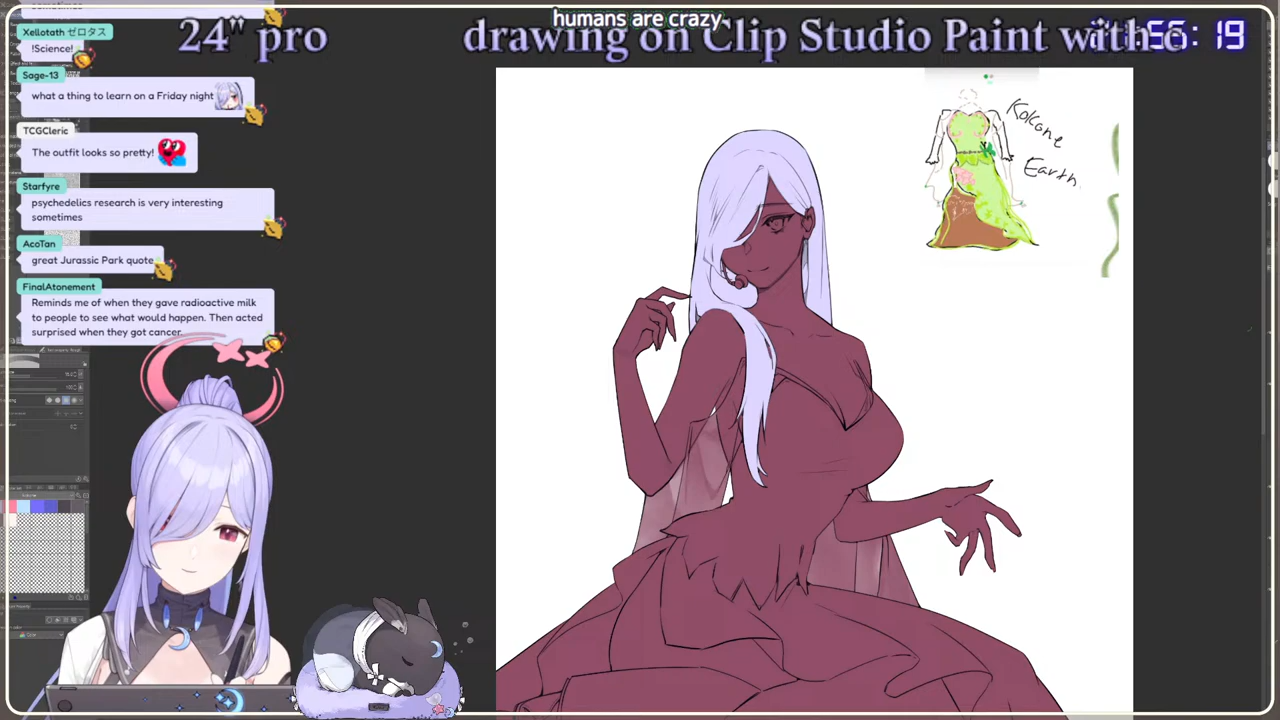 humans are crazy
24" pro drawing on Clip Studio Paint with
56: 19
sometimes
Xellotath ゼロタス
!Science!
Sage-13
what a thing to learn on a Friday night
TCGCleric
The outfit looks so pretty!
Starfyre
psychedelics research is very interesting
sometimes
AcoTan
great Jurassic Park quote
FinalAtonement
Reminds me of when they gave radioactive milk
to people to see what would happen. Then acted
surprised when they got cancer.
Kokone
Earth.